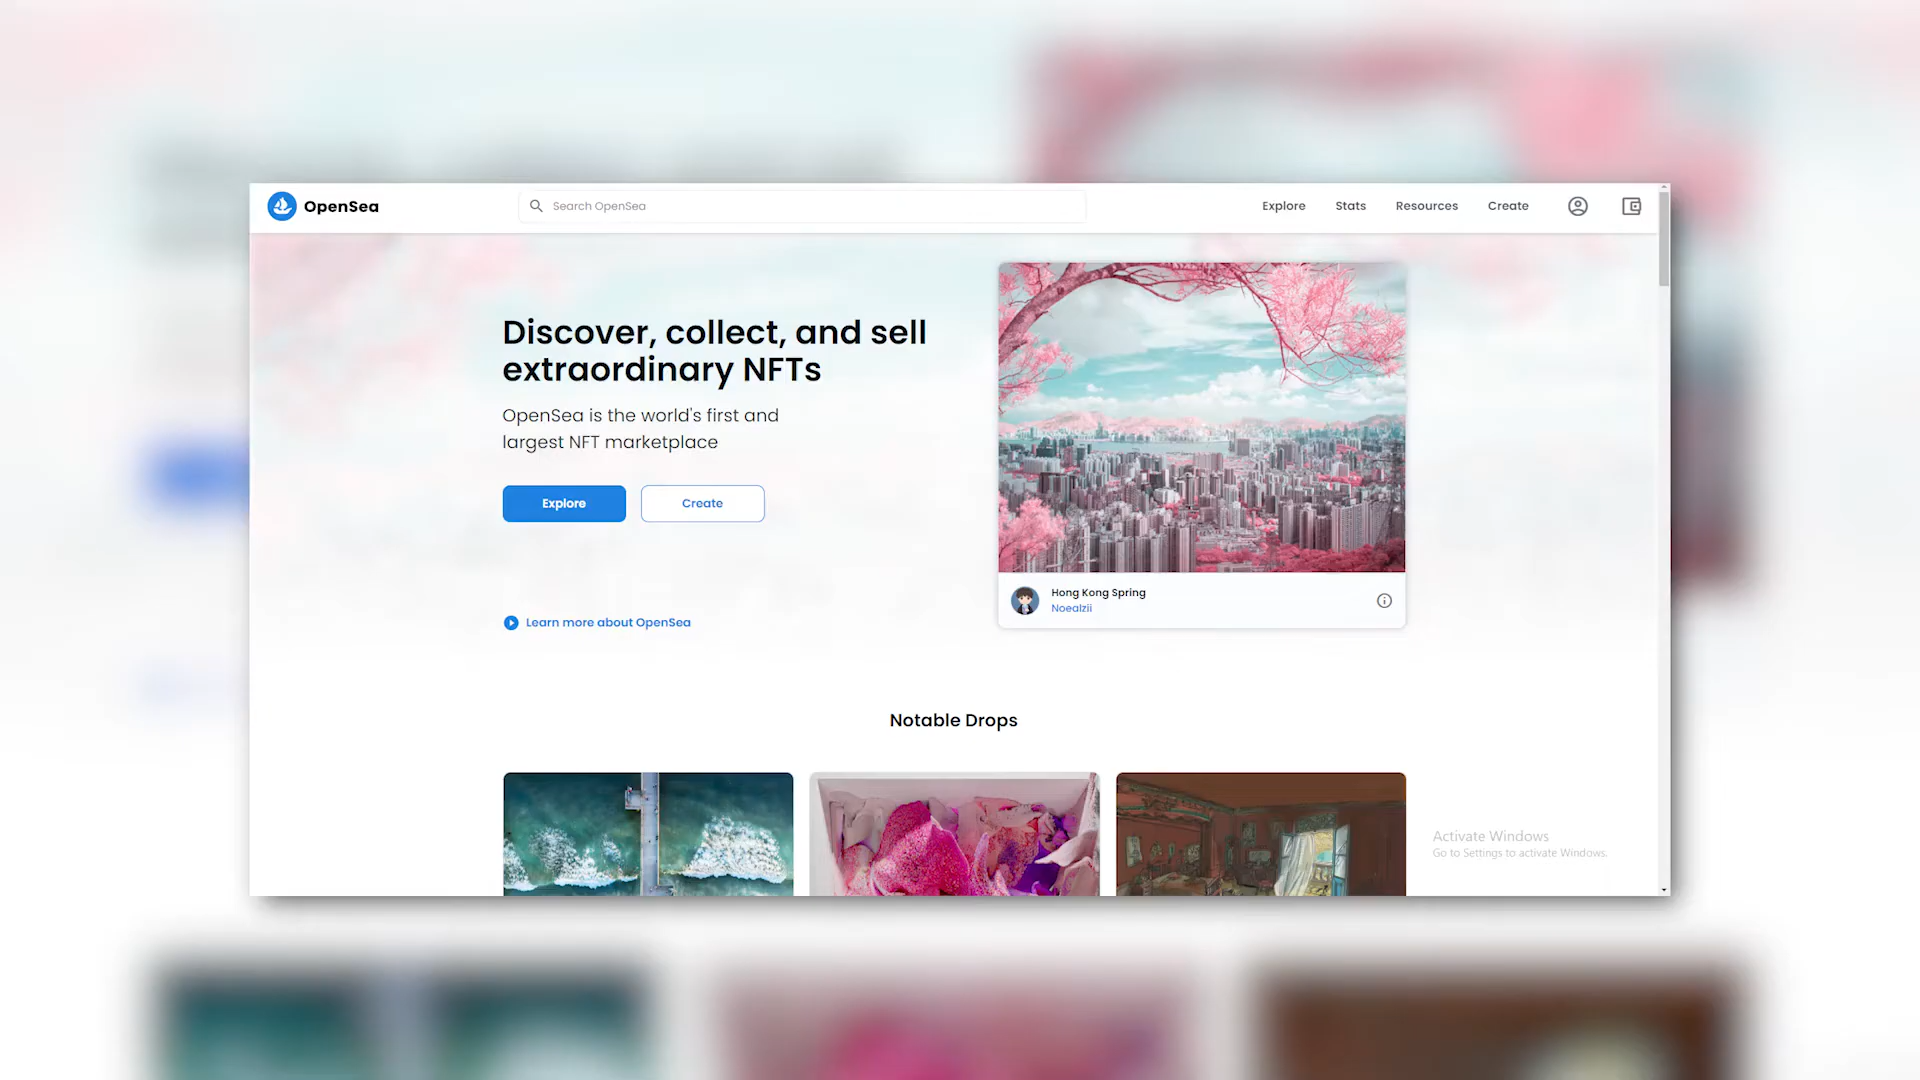 OpenSea
Search OpenSea
Explore
Stats
Resources
Create
Discover, collect, and sell
extraordinary NFTs
OpenSea is the world's first and
largest NFT marketplace
Explore
Create
Learn more about OpenSea
Hong Kong Spring
Noealzii
Notable Drops
Activate Windows
Go to Settings to activate Windows.